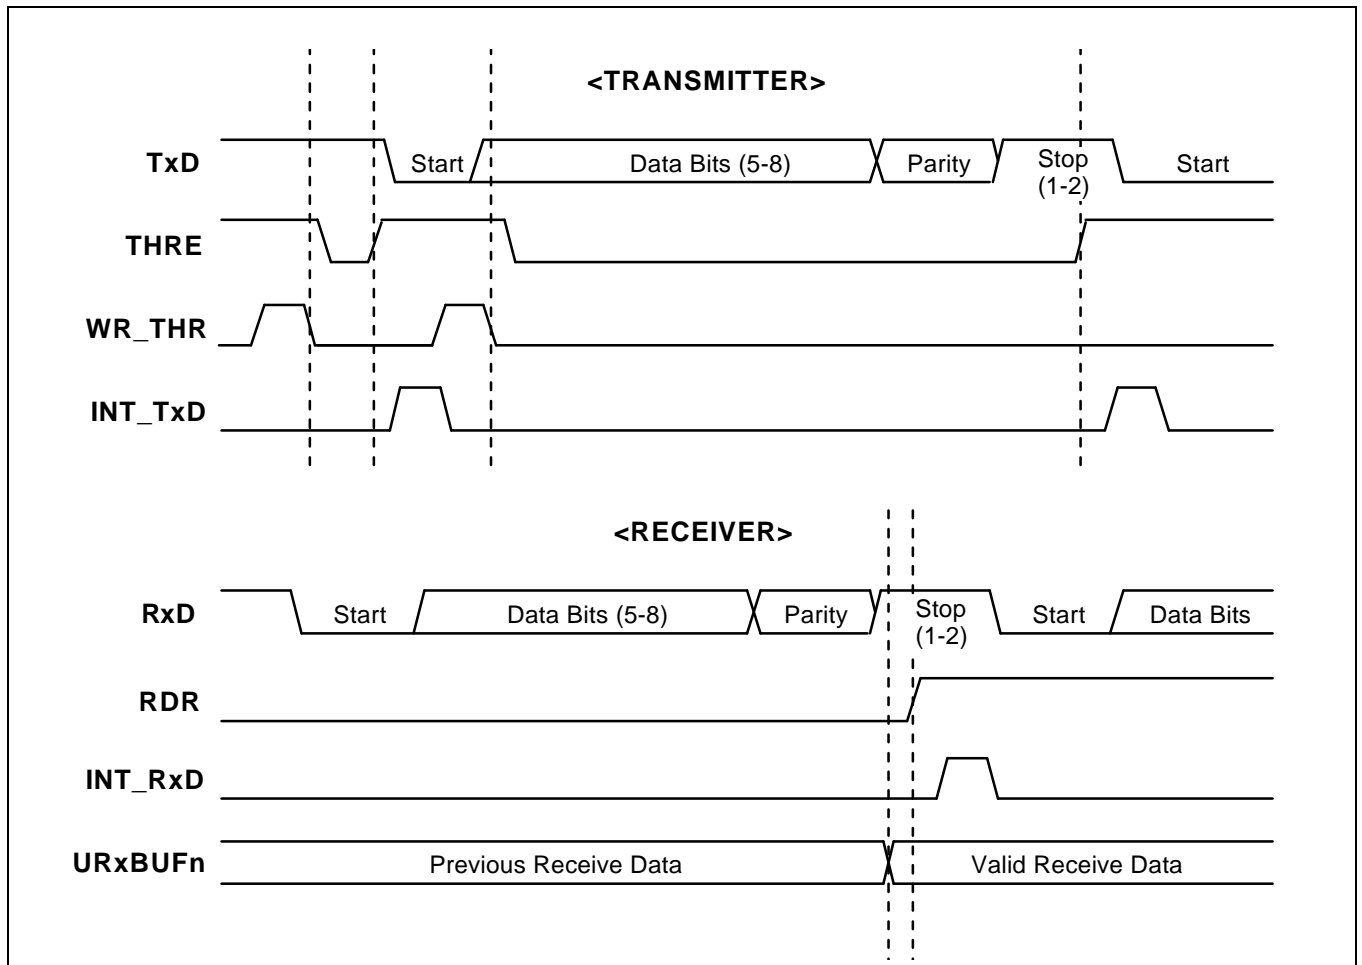 <TRANSMITTER>
TxD
Start
Data Bits (5-8)
Parity
Stop
(1-2)
Start
THRE
WR_THR
INT_TxD
<RECEIVER>
RxD
Start
Data Bits (5-8)
Parity
Stop
(1-2)
Start
Data Bits
RDR
INT_RxD
URxBUFn
Previous Receive Data
Valid Receive Data